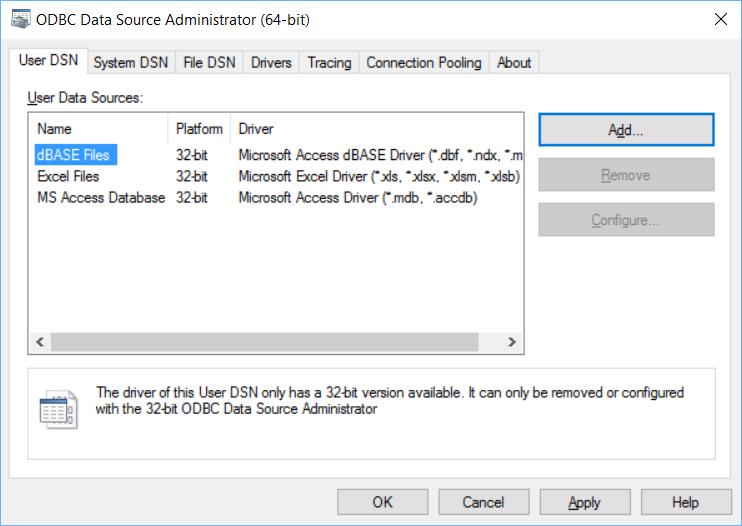 ODBC Data Source Administrator (64-bit)
User DSN System DSN File DSN Drivers Tracing Connection Pooling About
User Data Sources:
Name Platform Driver
dBASE Files 32-bit Microsoft Access dBASE Driver (*.dbf, *.ndx, *.m
Excel Files 32-bit Microsoft Excel Driver (*.xls, *.xlsx, *.xlsm, *.xlsb)
MS Access Database 32-bit Microsoft Access Driver (*.mdb, *.accdb)
Add...
Remove
Configure...
The driver of this User DSN only has a 32-bit version available. It can only be removed or configured
with the 32-bit ODBC Data Source Administrator
OK Cancel Apply Help